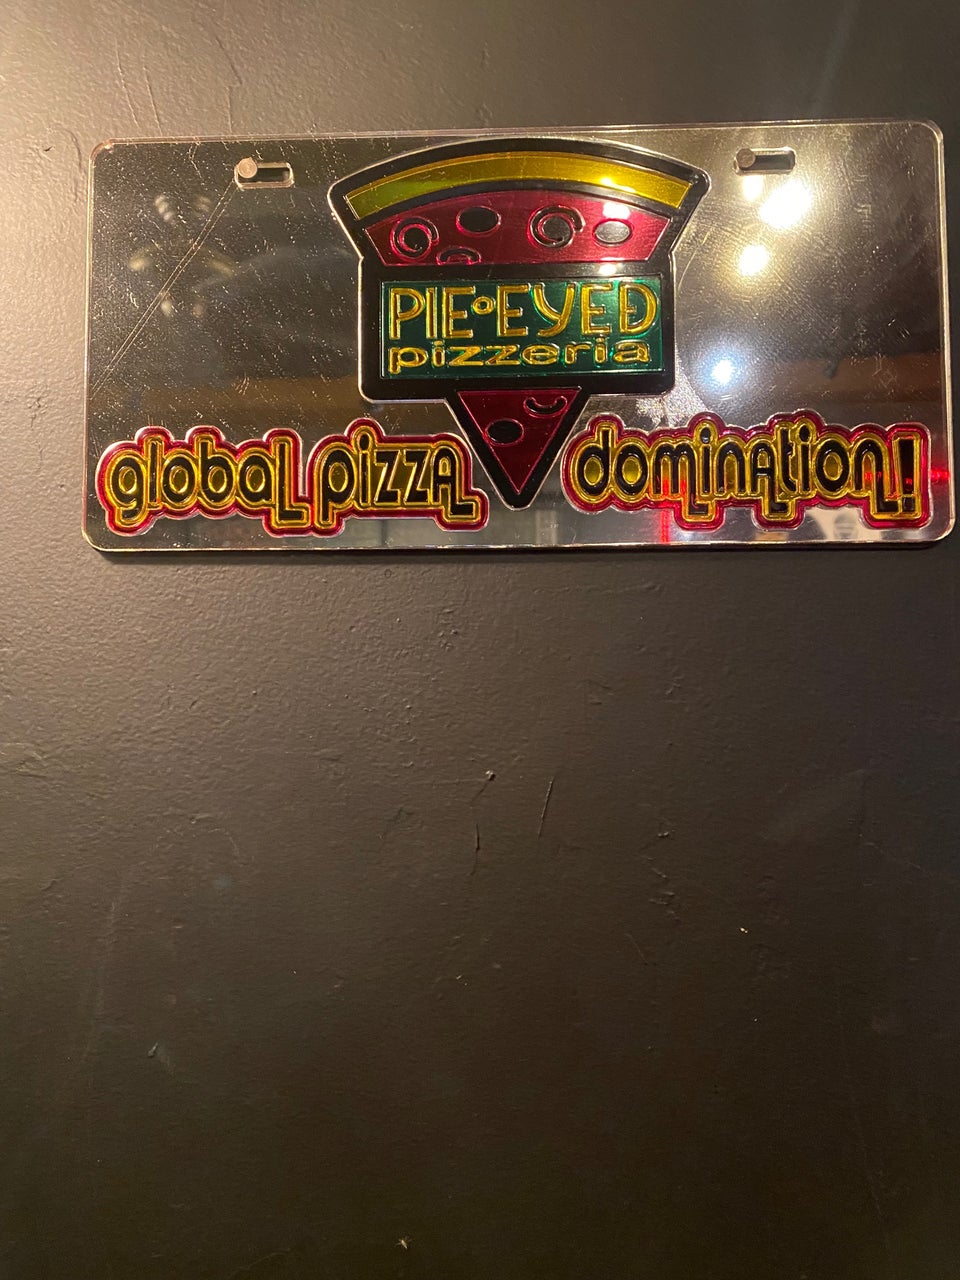 PIE•EYED
pizzeria
global pizzA domination!